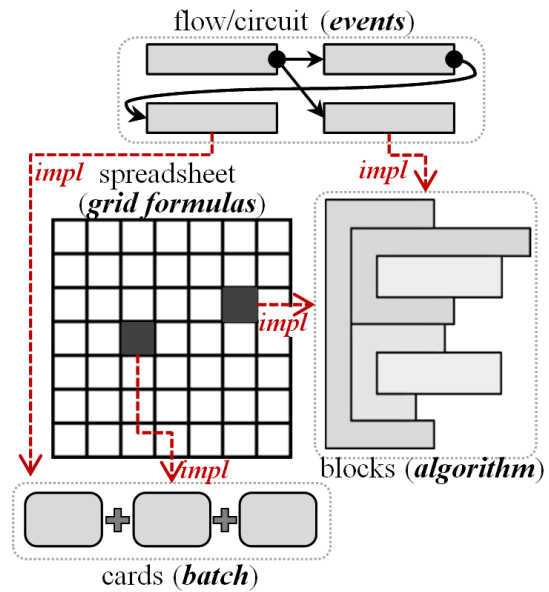 flow/circuit (events)
impl
impl
spreadsheet
(grid formulas)
impl
impl
blocks (algorithm)
cards (batch)